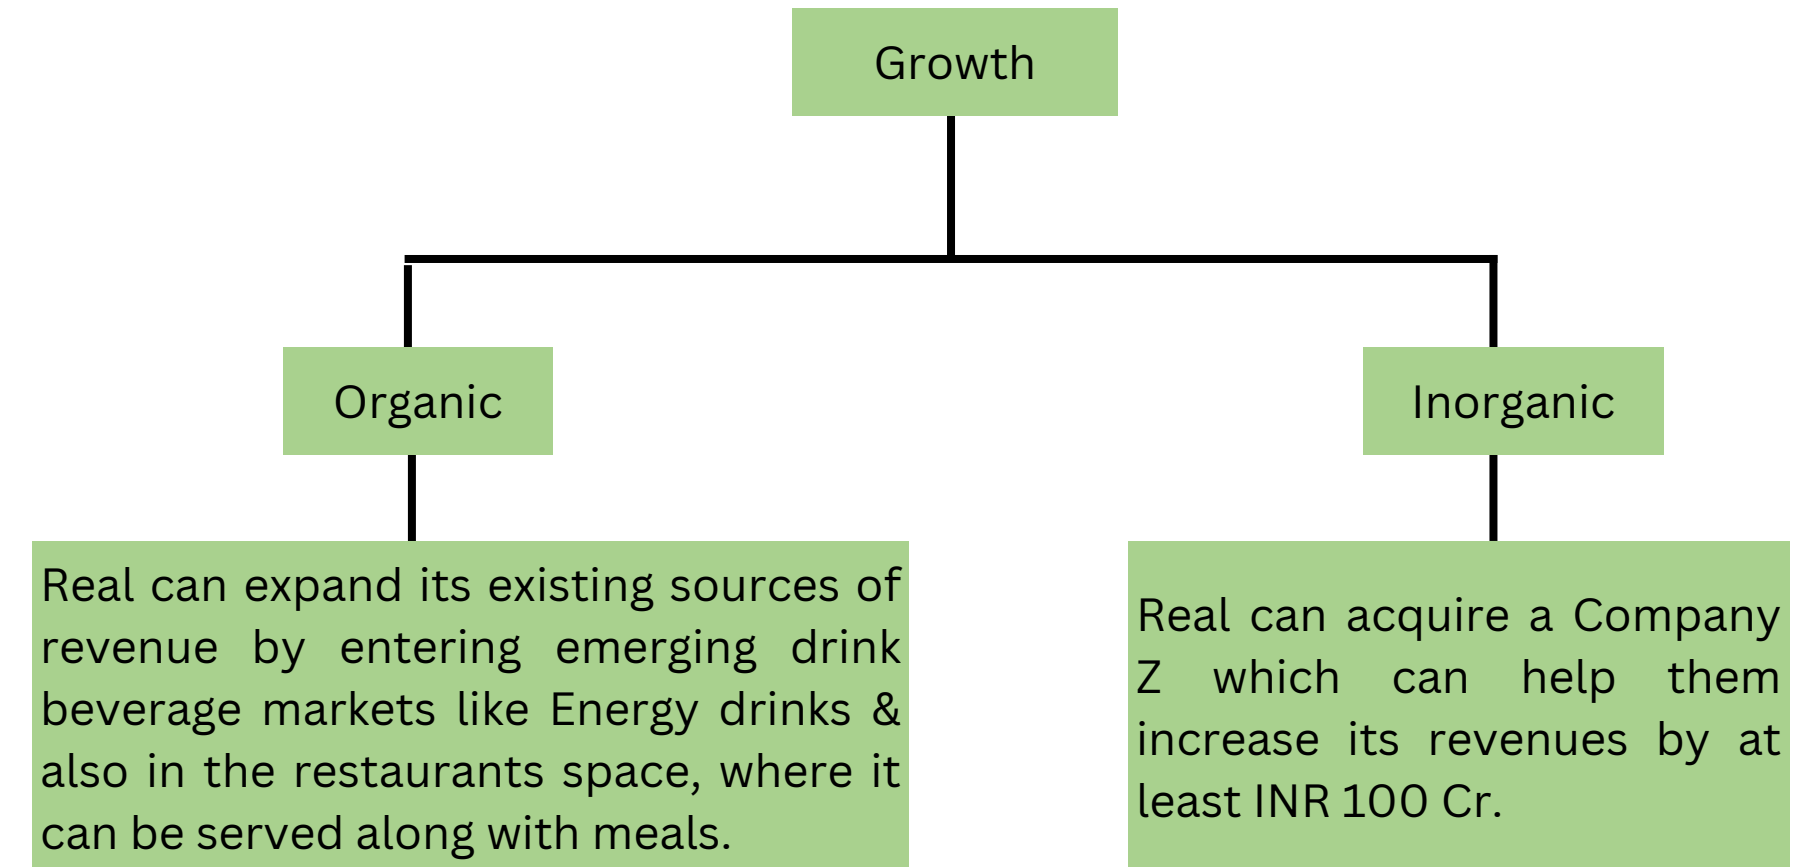 Growth
Organic
Inorganic
Real can expand its existing sources of
revenue by entering emerging drink
beverage markets like Energy drinks &
also in the restaurants space, where it
can be served along with meals.
Real can acquire a Company
Z which can help them
increase its revenues by at
least INR 100 Cr.